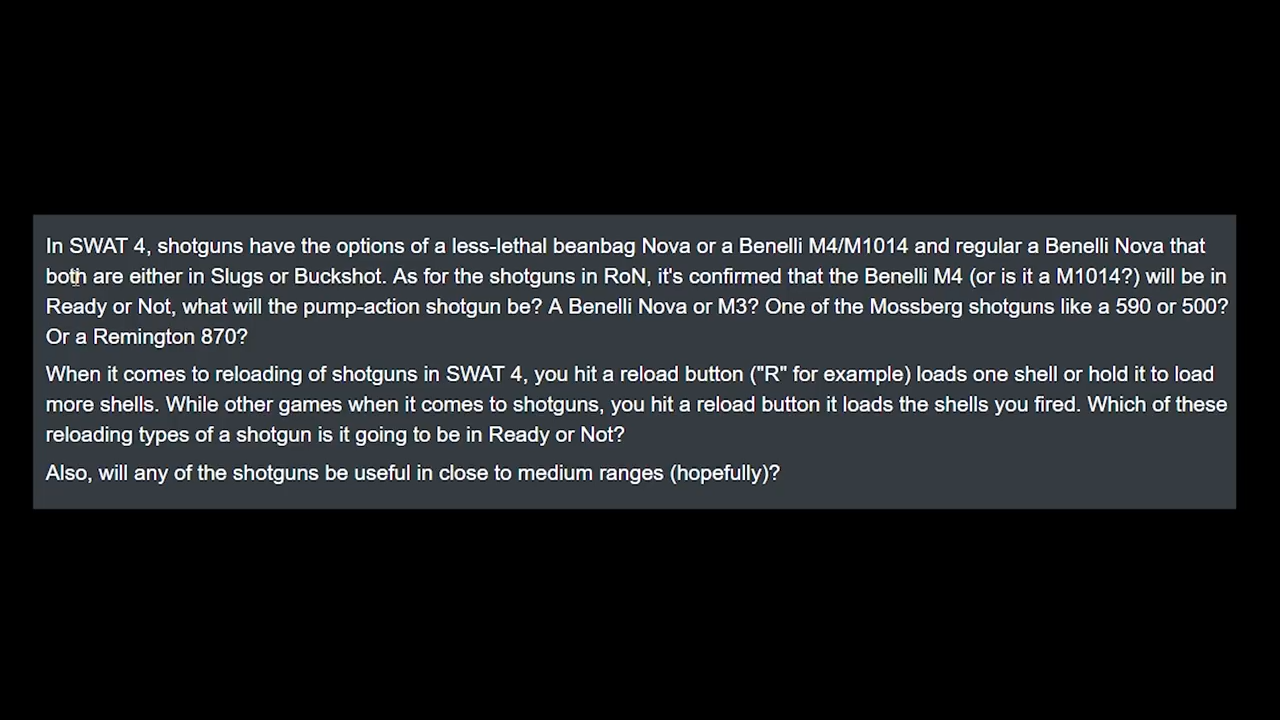 In SWAT 4, shotguns have the options of a less-lethal beanbag Nova or a Benelli M4/M1014 and regular a Benelli Nova that
both are either in Slugs or Buckshot. As for the shotguns in RoN, it's confirmed that the Benelli M4 (or is it a M1014?) will be in
Ready or Not, what will the pump-action shotgun be? A Benelli Nova or M3? One of the Mossberg shotguns like a 590 or 500?
Or a Remington 870?
When it comes to reloading of shotguns in SWAT 4, you hit a reload button ("R" for example) loads one shell or hold it to load
more shells. While other games when it comes to shotguns, you hit a reload button it loads the shells you fired. Which of these
reloading types of a shotgun is it going to be in Ready or Not?
Also, will any of the shotguns be useful in close to medium ranges (hopefully)?